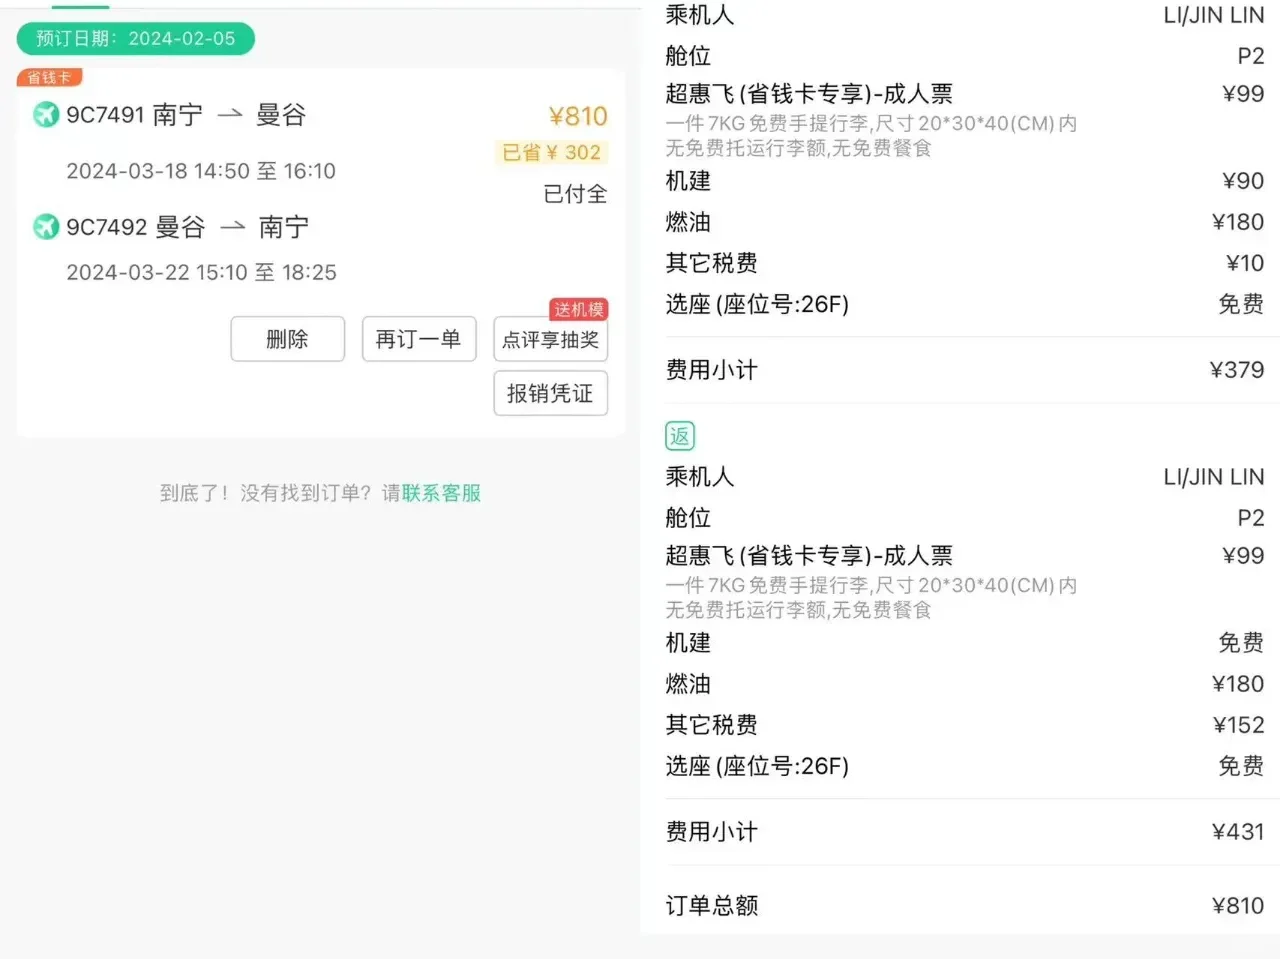 预订日期：2024-02-05
省钱卡
9C7491 南宁 → 曼谷
¥810
已省 ¥ 302
2024-03-18 14:50 至 16:10
已付全
9C7492 曼谷 → 南宁
2024-03-22 15:10 至 18:25
送机模
删除
再订一单
点评享抽奖
报销凭证
到底了！没有找到订单？请联系客服
乘机人 LI/JIN LIN
舱位 P2
超惠飞(省钱卡专享)-成人票 ¥99
一件7KG免费手提行李,尺寸20*30*40(CM)内
无免费托运行李额,无免费餐食
机建 ¥90
燃油 ¥180
其它税费 ¥10
选座(座位号:26F) 免费
费用小计 ¥379
返
乘机人 LI/JIN LIN
舱位 P2
超惠飞(省钱卡专享)-成人票 ¥99
一件7KG免费手提行李,尺寸20*30*40(CM)内
无免费托运行李额,无免费餐食
机建 免费
燃油 ¥180
其它税费 ¥152
选座(座位号:26F) 免费
费用小计 ¥431
订单总额 ¥810